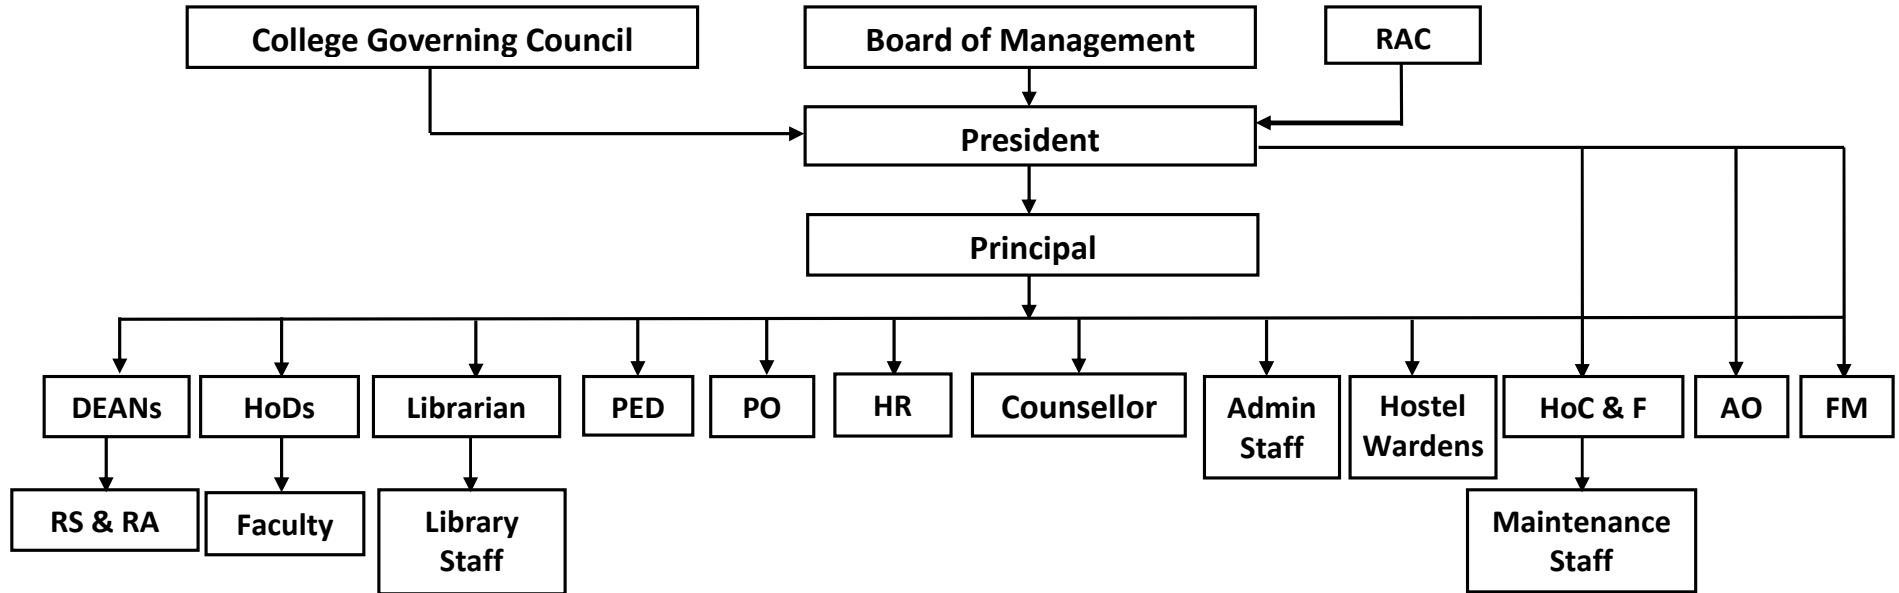 College Governing Council
Board of Management
RAC
President
Principal
DEANs
HoDs
Librarian
PED
PO
HR
Counsellor
Admin
Staff
Hostel
Wardens
HoC & F
AO
FM
RS & RA
Faculty
Library
Staff
Maintenance
Staff